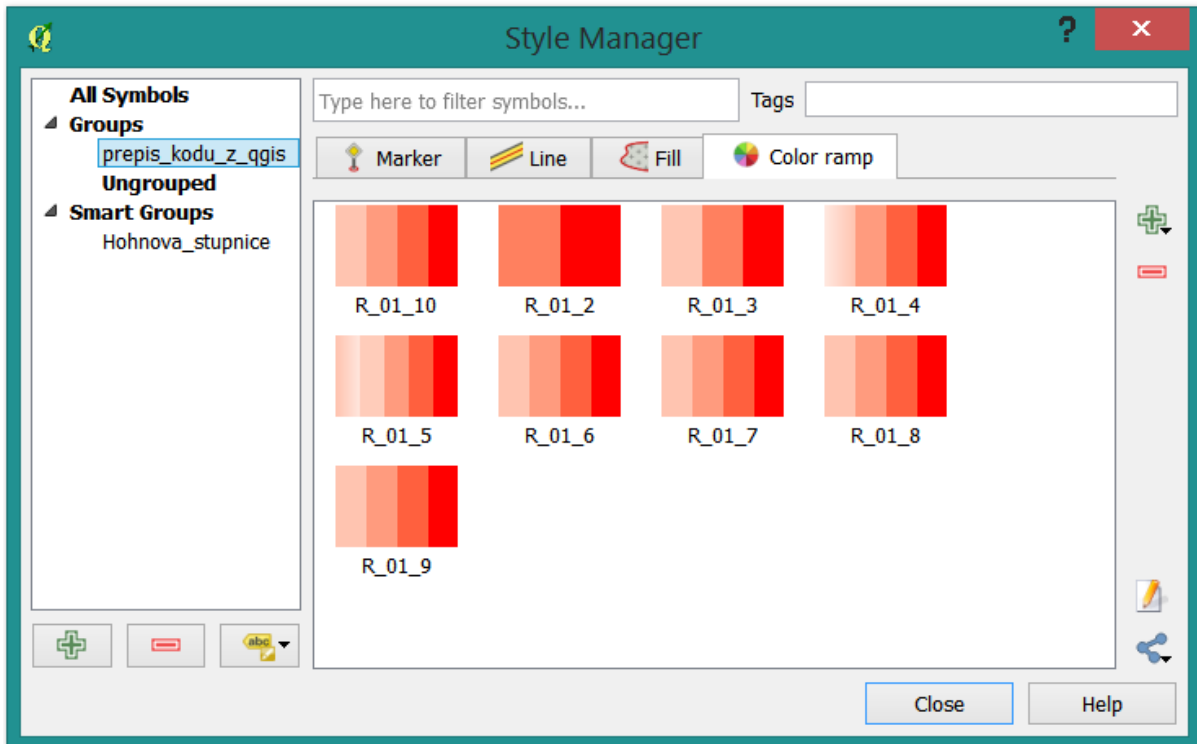 Style Manager
?
All Symbols
Groups
prepis_kodu_z_qgis
Ungrouped
Smart Groups
Hohnova_stupnice
Type here to filter symbols...
Tags
Marker
Line
Fill
Color ramp
R_01_10
R_01_2
R_01_3
R_01_4
R_01_5
R_01_6
R_01_7
R_01_8
R_01_9
abc
Close
Help